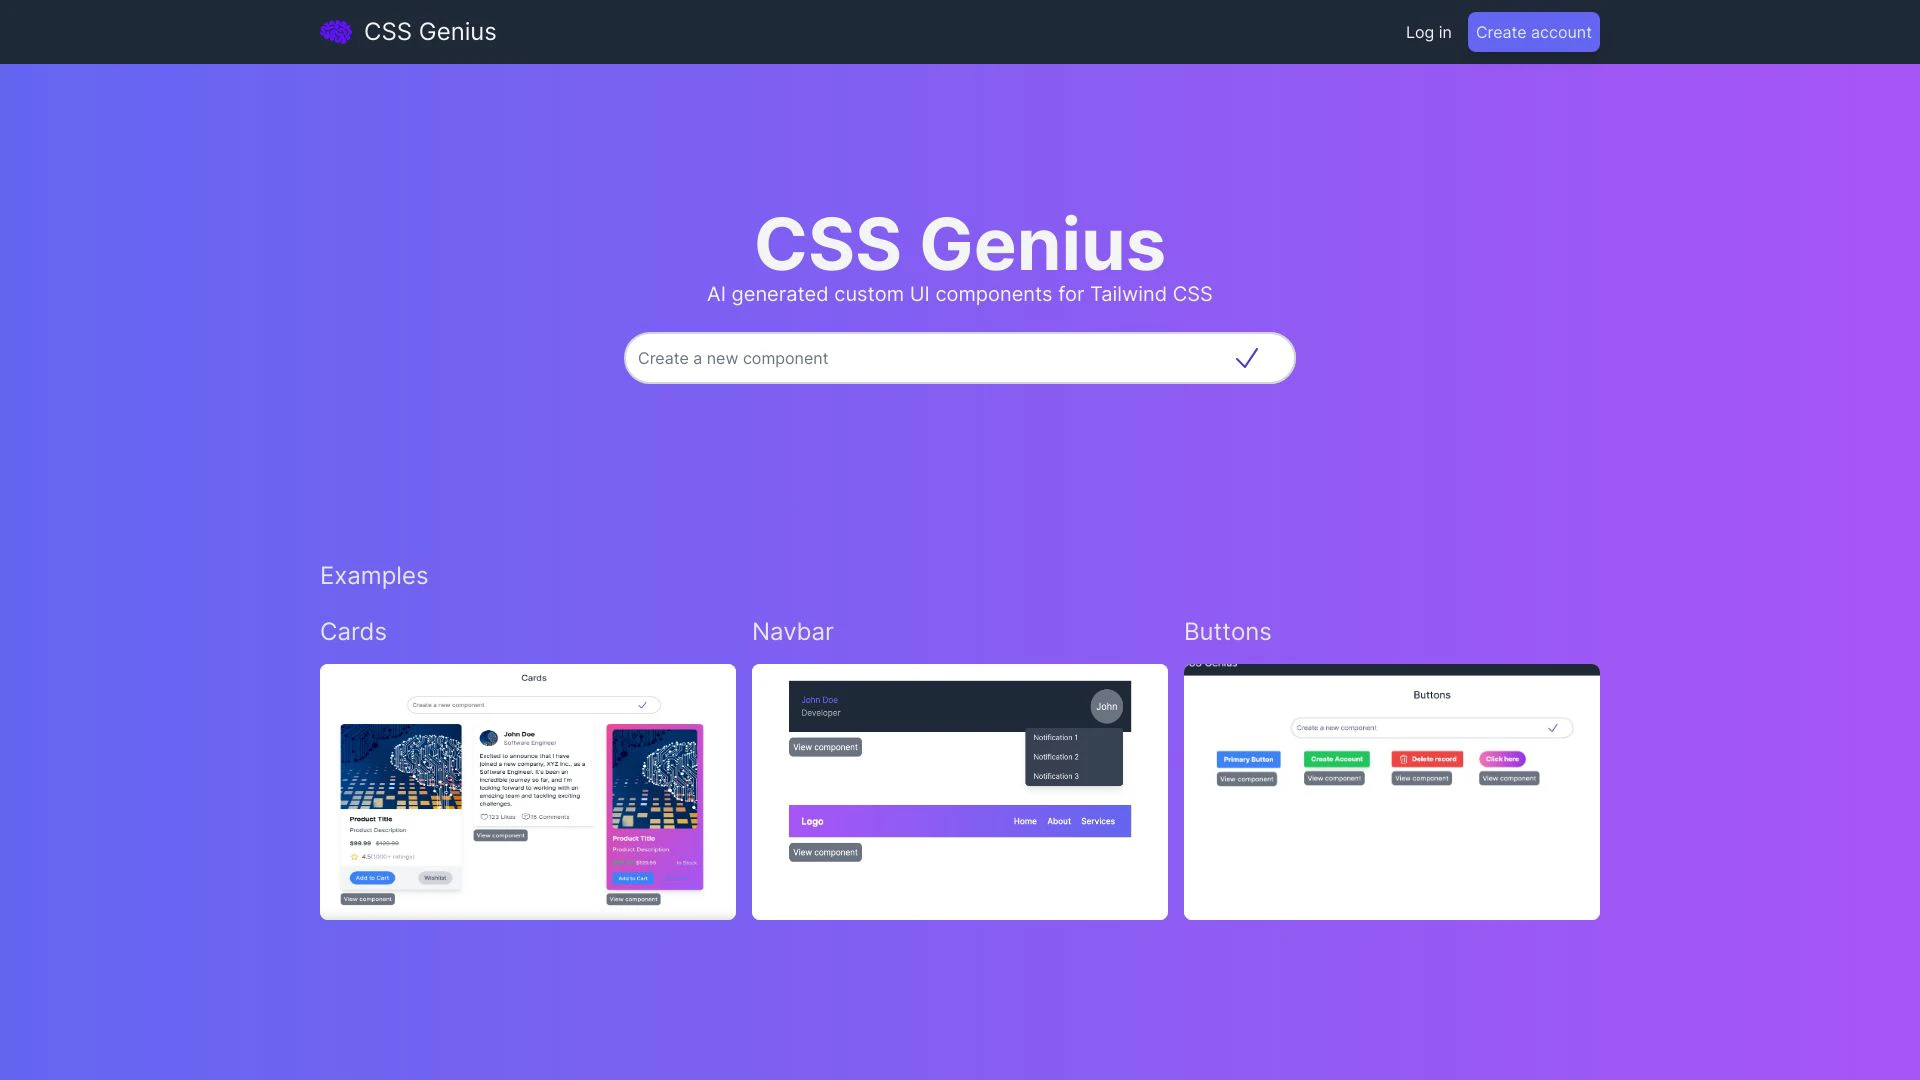 CSS Genius
Log in
Create account
CSS Genius
AI generated custom UI components for Tailwind CSS
Create a new component
Examples
Cards
Navbar
Buttons
Cards
Create a new component
Product Title
Product Description
$99.99 $129.99
4.5(1000+ ratings)
Add to Cart
Wishlist
View component
John Doe
Software Engineer
Excited to announce that I have
joined a new company, XYZ Inc., as a
Software Engineer. It's been an
incredible journey so far, and I'm
looking forward to working with an
amazing team and tackling exciting
challenges.
123 Likes
15 Comments
View component
Product Title
Product Description
$129.99
In Stock
Add to Cart
View component
John Doe
Developer
John
View component
Notification 1
Notification 2
Notification 3
Logo
Home
About
Services
View component
CSS Genius
Buttons
Create a new component
Primary Button
View component
Create Account
View component
Delete record
View component
Click here
View component